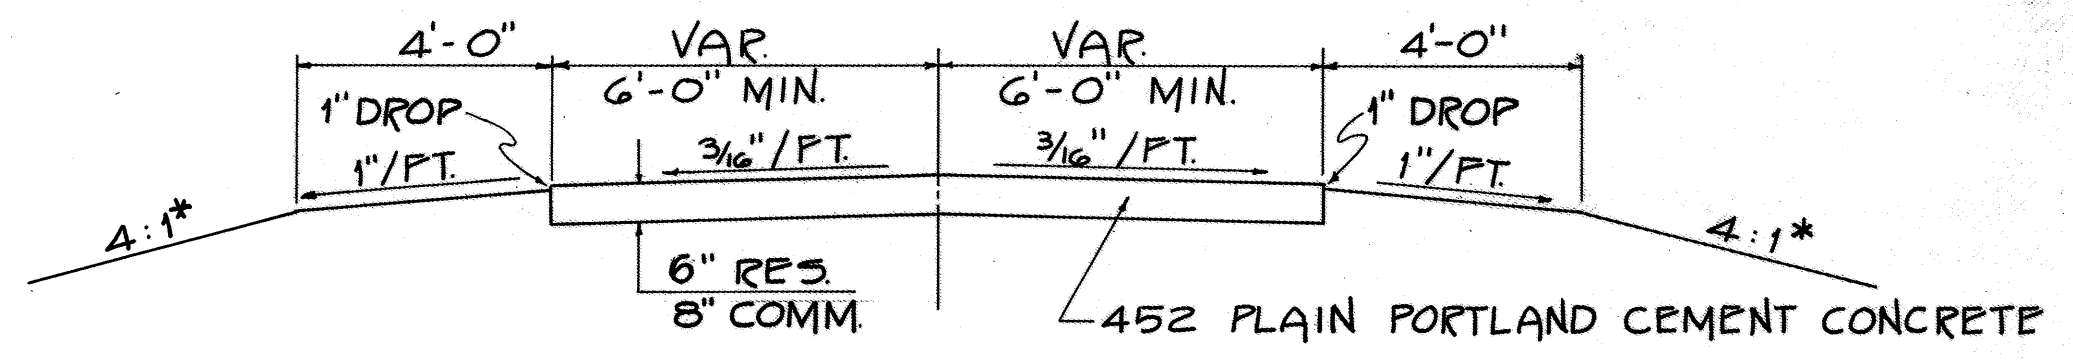 4'-0" VAR. VAR. 4'-0"
6'-0" MIN. 6'-0" MIN.
1" DROP 1" DROP
3/16"/FT. 3/16"/FT.
1"/FT. 1"/FT.
4:1* 4:1*
6" RES.
8" COMM.
452 PLAIN PORTLAND CEMENT CONCRETE